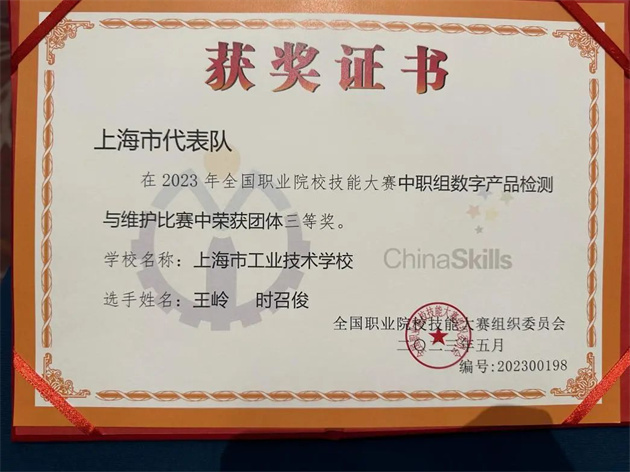 获奖证书
上海市代表队
在 2023 年全国职业院校技能大赛中职组数字产品检测
与维护比赛中荣获团体三等奖。
学校名称：上海市工业技术学校
ChinaSkills
选手姓名：王岭 时召俊
全国职业院校技能大赛组织委员会
二〇二三年五月
编号:202300198